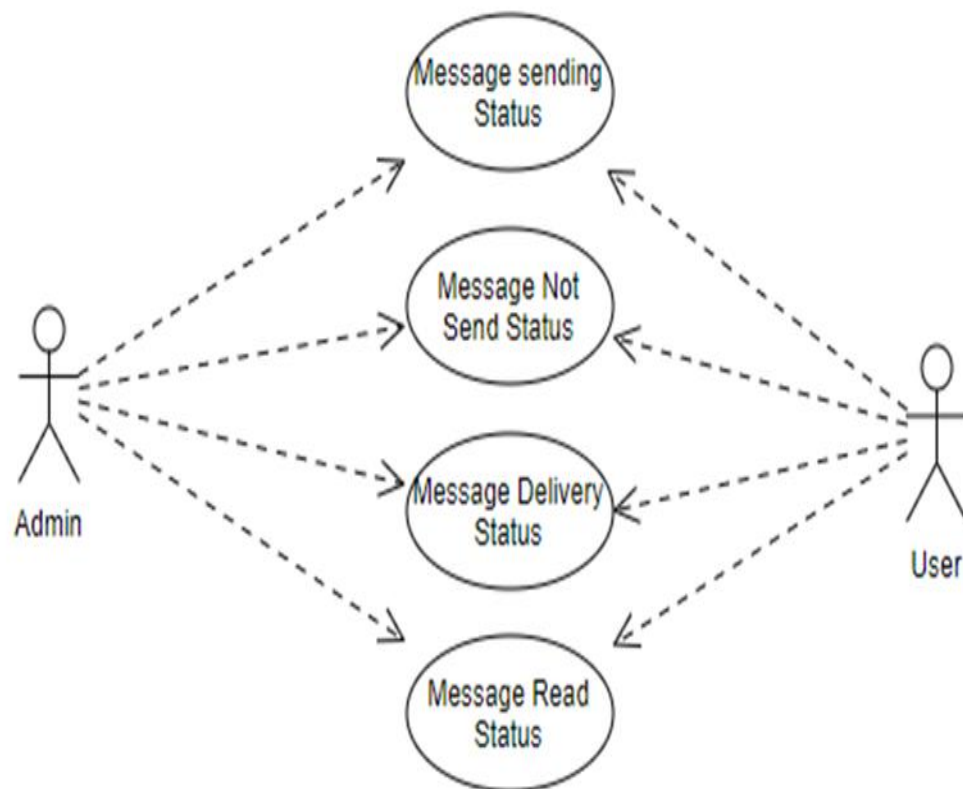 Message sending
Status
Message Not
Send Status
Admin
Message Delivery
Status
User
Message Read
Status